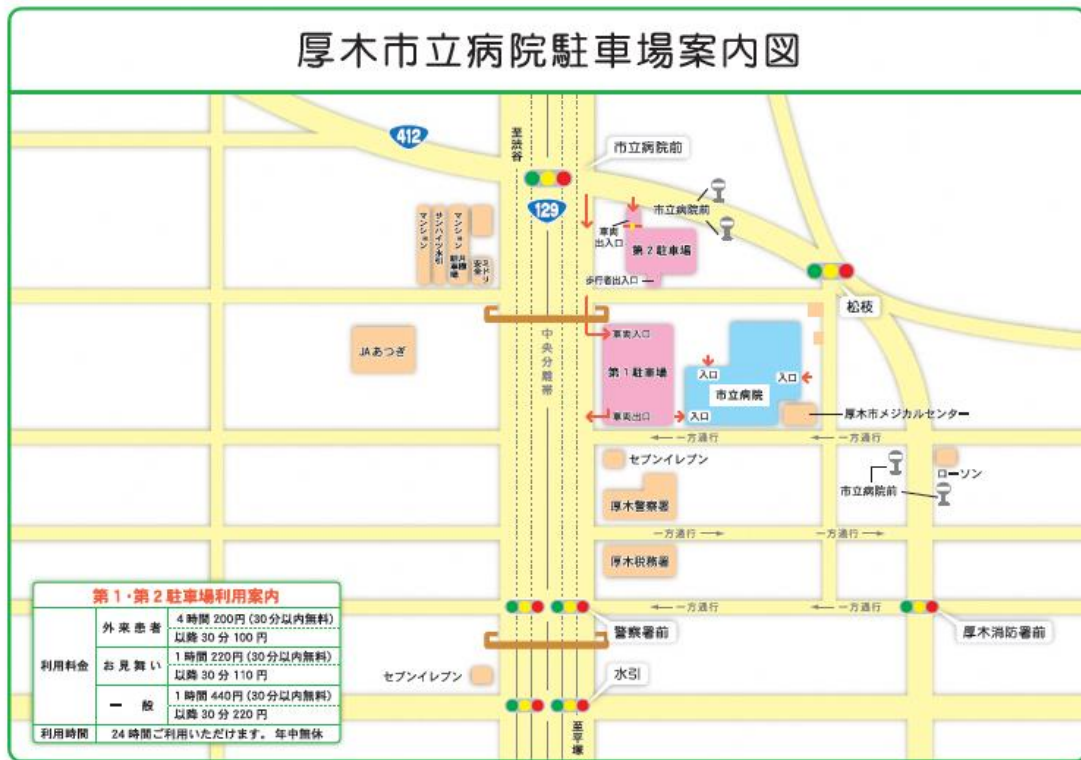 厚木市立病院駐車場案内図
412
至渋谷
市立病院前
129
市立病院前
マンション
サンハイツ水引
マンション
月極駐車場
ミドリ安全
車両出入口
第2駐車場
歩行者出入口
松枝
中央分離帯
JAあつぎ
車両入口
第1駐車場
車両出口
入口
入口
入口
市立病院
厚木市メジカルセンター
一方通行
一方通行
セブンイレブン
ローソン
市立病院前
厚木警察署
一方通行
一方通行
厚木税務署
一方通行
一方通行
警察署前
厚木消防署前
セブンイレブン
水引
至平塚
第1・第2駐車場利用案内
利用料金
外来患者
4時間 200円(30分以内無料)
以降30分 100円
お見舞い
1時間 220円(30分以内無料)
以降30分 110円
一般
1時間 440円(30分以内無料)
以降30分 220円
利用時間
24時間ご利用いただけます。年中無休